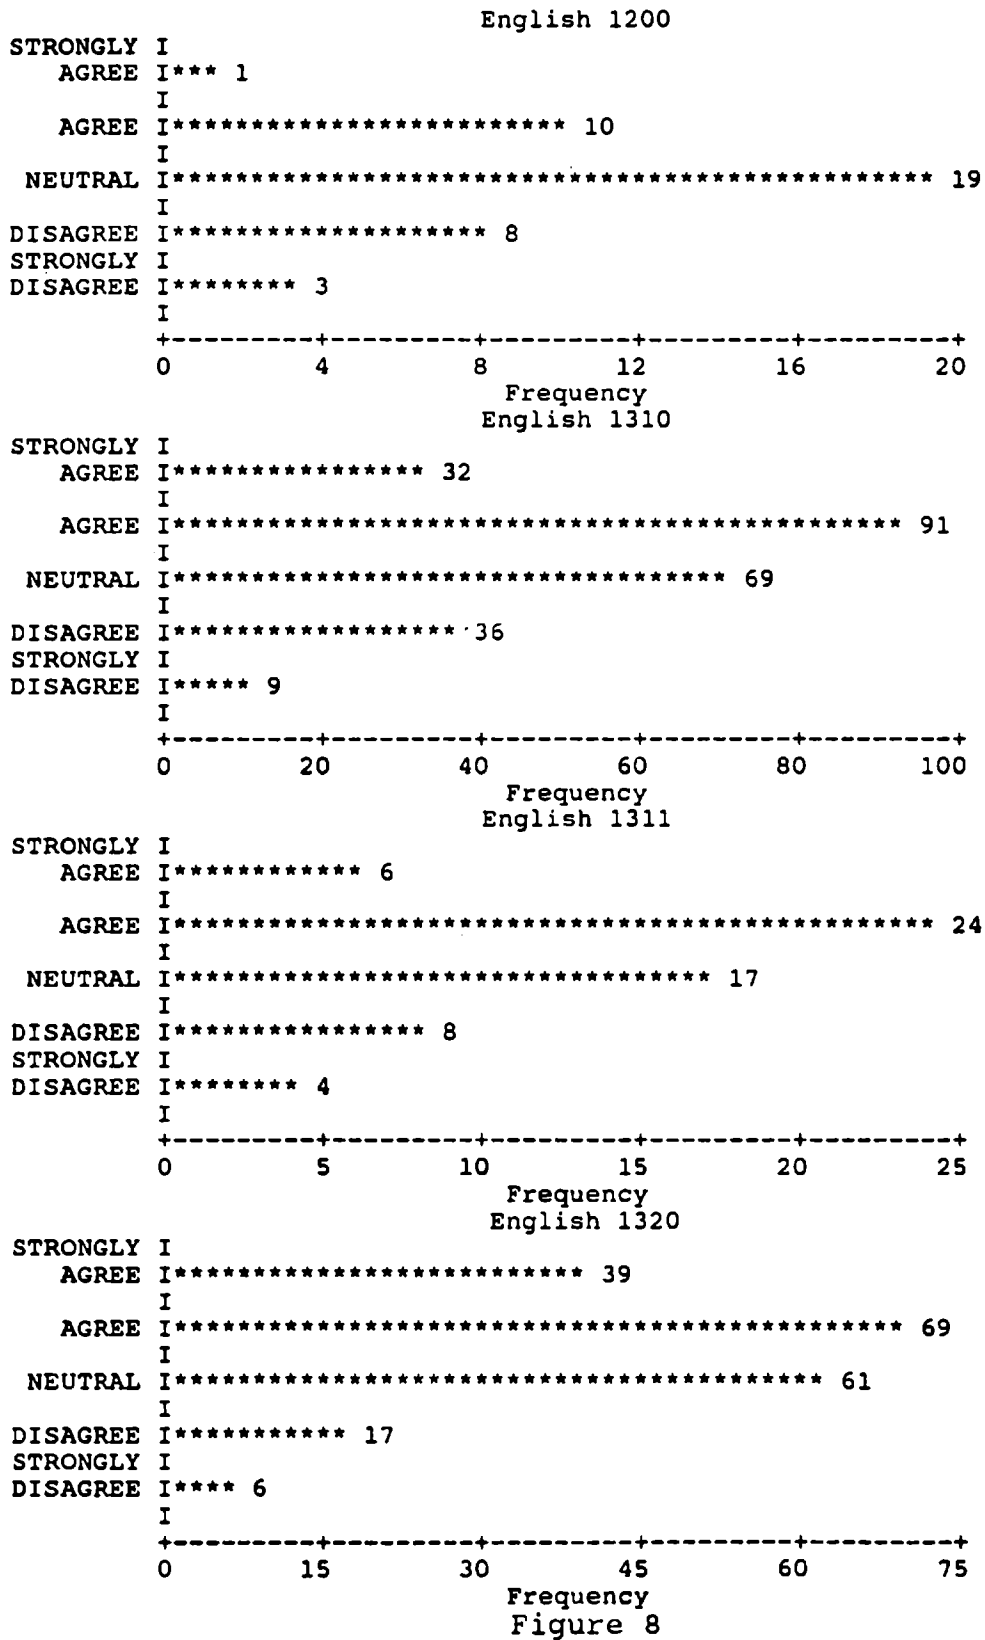 English 1200
STRONGLY I
AGREE I*** 1
I
AGREE I************************* 10
I
NEUTRAL I************************************************ 19
I
DISAGREE I******************** 8
STRONGLY I
DISAGREE I******** 3
I
+---------+---------+---------+---------+---------+
0 4 8 12 16 20
Frequency
English 1310
STRONGLY I
AGREE I**************** 32
I
AGREE I********************************************** 91
I
NEUTRAL I*********************************** 69
I
DISAGREE I****************** 36
STRONGLY I
DISAGREE I***** 9
I
+---------+---------+---------+---------+---------+
0 20 40 60 80 100
Frequency
English 1311
STRONGLY I
AGREE I************ 6
I
AGREE I************************************************ 24
I
NEUTRAL I********************************** 17
I
DISAGREE I**************** 8
STRONGLY I
DISAGREE I******** 4
I
+---------+---------+---------+---------+---------+
0 5 10 15 20 25
Frequency
English 1320
STRONGLY I
AGREE I************************** 39
I
AGREE I********************************************** 69
I
NEUTRAL I***************************************** 61
I
DISAGREE I*********** 17
STRONGLY I
DISAGREE I**** 6
I
+---------+---------+---------+---------+---------+
0 15 30 45 60 75
Frequency
Figure 8